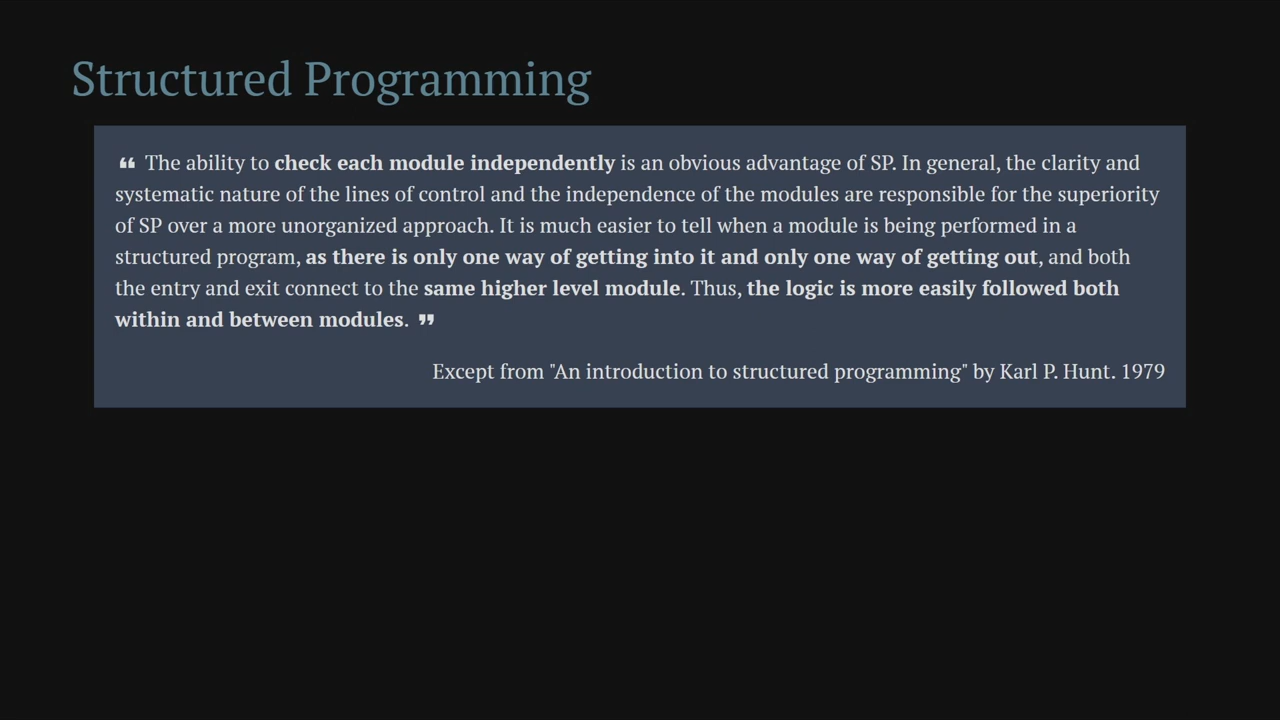 Structured Programming
❝ The ability to check each module independently is an obvious advantage of SP. In general, the clarity and
systematic nature of the lines of control and the independence of the modules are responsible for the superiority
of SP over a more unorganized approach. It is much easier to tell when a module is being performed in a
structured program, as there is only one way of getting into it and only one way of getting out, and both
the entry and exit connect to the same higher level module. Thus, the logic is more easily followed both
within and between modules. ❞
Except from "An introduction to structured programming" by Karl P. Hunt. 1979